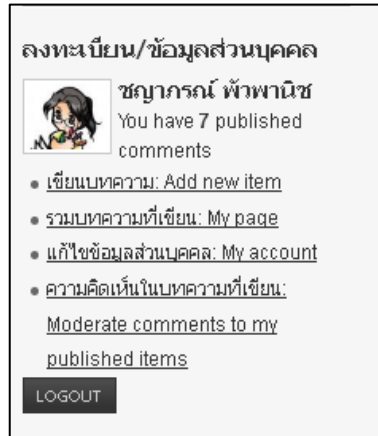 ลงทะเบียน/ข้อมูลส่วนบุคคล
ชญาภรณ์ พัวพานิช
You have 7 published
comments
เขียนบทความ: Add new item
รวมบทความที่เขียน: My page
แก้ไขข้อมูลส่วนบุคคล: My account
ความคิดเห็นในบทความที่เขียน:
Moderate comments to my
published items
LOGOUT